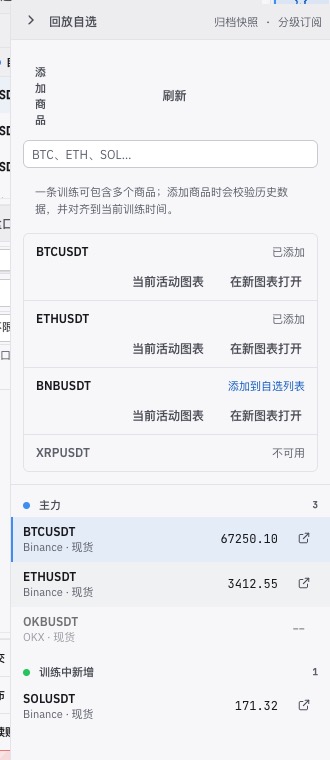 回放自选
归档快照 · 分级订阅
添
加
商
品
刷新
BTC、ETH、SOL...
一条训练可包含多个商品；添加商品时会校验历史数
据，并对齐到当前训练时间。
BTCUSDT 已添加
当前活动图表 在新图表打开
ETHUSDT 已添加
当前活动图表 在新图表打开
BNBUSDT 添加到自选列表
当前活动图表 在新图表打开
XRPUSDT 不可用
主力 3
BTCUSDT
Binance · 现货
67250.10
ETHUSDT
Binance · 现货
3412.55
OKBUSDT
OKX · 现货
--
训练中新增 1
SOLUSDT
Binance · 现货
171.32